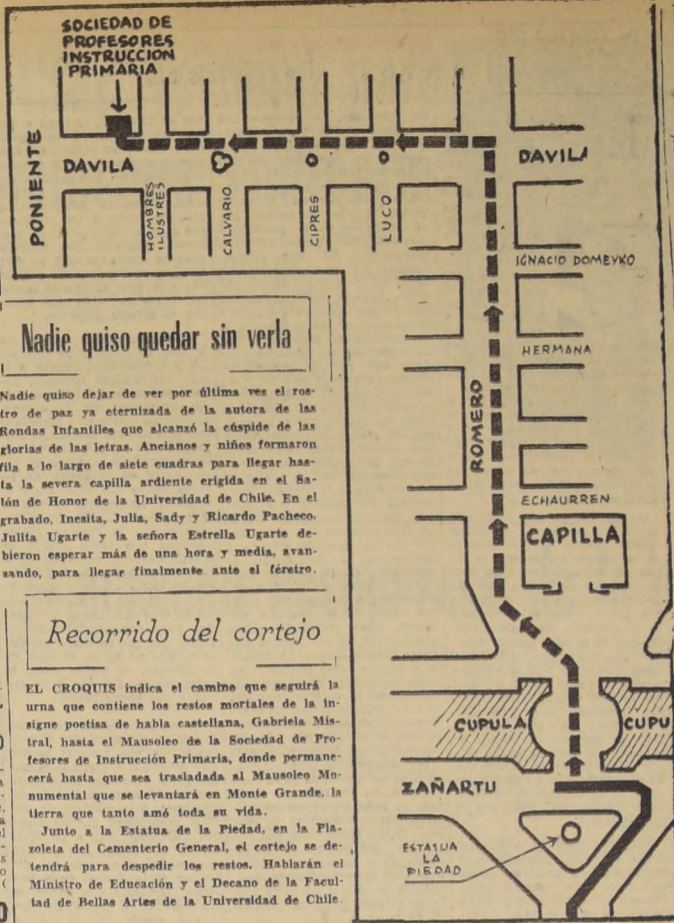 SOCIEDAD DE
PROFESORES
INSTRUCCION
PRIMARIA
PONIENTE
DAVILA
DAVILA
HOMBRES
ILUSTRES
CALVARIO
CIPRES
LUCO
IGNACIO DOMEYKO
HERMANA
ROMERO
ECHAURREN
CAPILLA
CUPULA
CUPU
ZAÑARTU
ESTATUA
LA
PIEDAD
Nadie quiso quedar sin verla
Nadie quiso dejar de ver por última vez el ros-
tro de paz ya eternizada de la autora de las
Rondas Infantiles que alcanzó la cúspide de las
glorias de las letras. Ancianos y niños formaron
fila a lo largo de siete cuadras para llegar has-
ta la severa capilla ardiente erigida en el Sa-
lón de Honor de la Universidad de Chile. En el
grabado, Inesita, Julia, Sady y Ricardo Pacheco,
Julita Ugarte y la señora Estrella Ugarte de-
bieron esperar más de una hora y media, avan-
zando, para llegar finalmente ante el féretro.
Recorrido del cortejo
EL CROQUIS indica el camino que seguirá la
urna que contiene los restos mortales de la in-
signe poetisa de habla castellana, Gabriela Mis-
tral, hasta el Mausoleo de la Sociedad de Pro-
fesores de Instrucción Primaria, donde permane-
cerá hasta que sea trasladada al Mausoleo Mo-
numental que se levantará en Monte Grande, la
tierra que tanto amó toda su vida.
Junto a la Estatua de la Piedad, en la Pla-
zoleta del Cementerio General, el cortejo se de-
tendrá para despedir los restos. Hablarán el
Ministro de Educación y el Decano de la Facul-
tad de Bellas Artes de la Universidad de Chile.